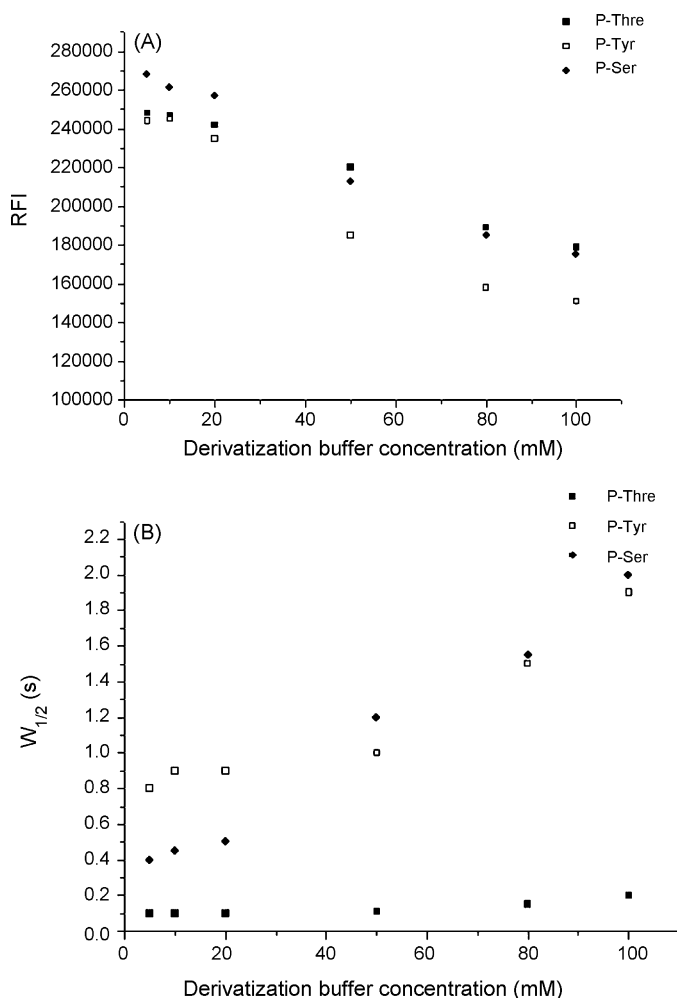 (A)
P-Thre
P-Tyr
P-Ser
280000
260000
240000
220000
200000
180000
160000
140000
120000
100000
RFI
0 20 40 60 80 100
Derivatization buffer concentration (mM)
(B)
P-Thre
P-Tyr
P-Ser
2.2
2.0
1.8
1.6
1.4
1.2
1.0
0.8
0.6
0.4
0.2
0.0
W1/2 (s)
0 20 40 60 80 100
Derivatization buffer concentration (mM)